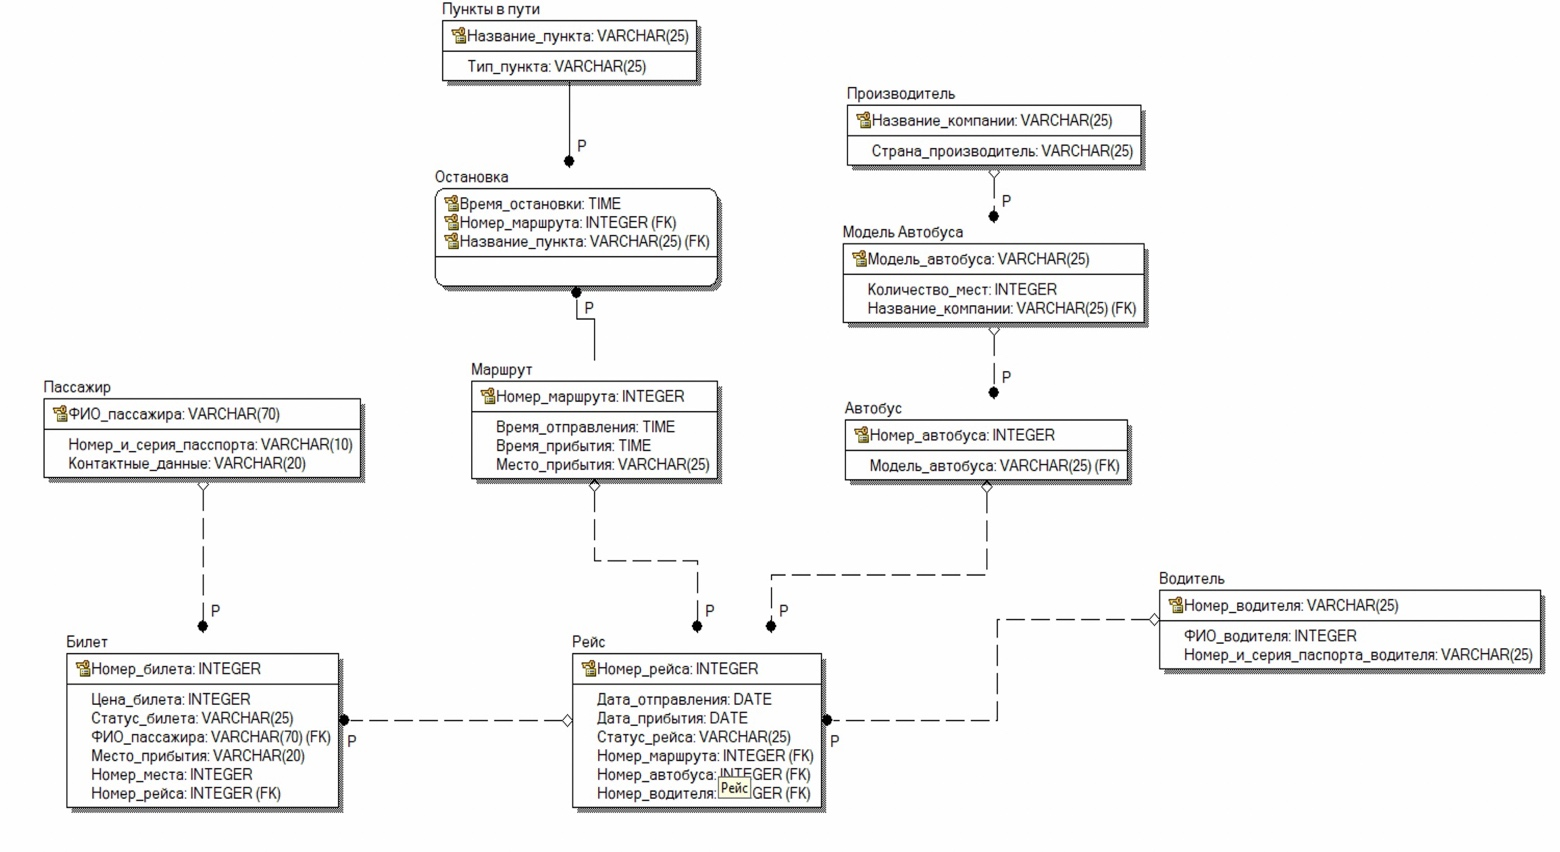 Пункты в пути
Название_пункта: VARCHAR(25)
Тип_пункта: VARCHAR(25)
P
Остановка
Время_остановки: TIME
Номер_маршрута: INTEGER (FK)
Название_пункта: VARCHAR(25) (FK)
P
Производитель
Название_компании: VARCHAR(25)
Страна_производитель: VARCHAR(25)
P
Модель Автобуса
Модель_автобуса: VARCHAR(25)
Количество_мест: INTEGER
Название_компании: VARCHAR(25) (FK)
P
Маршрут
Номер_маршрута: INTEGER
Время_отправления: TIME
Время_прибытия: TIME
Место_прибытия: VARCHAR(25)
Автобус
Номер_автобуса: INTEGER
Модель_автобуса: VARCHAR(25) (FK)
Пассажир
ФИО_пассажира: VARCHAR(70)
Номер_и_серия_пасспорта: VARCHAR(10)
Контактные_данные: VARCHAR(20)
P
P
P
Водитель
Номер_водителя: VARCHAR(25)
ФИО_водителя: INTEGER
Номер_и_серия_паспорта_водителя: VARCHAR(25)
Билет
Номер_билета: INTEGER
Цена_билета: INTEGER
Статус_билета: VARCHAR(25)
ФИО_пассажира: VARCHAR(70) (FK)
Место_прибытия: VARCHAR(20)
Номер_места: INTEGER
Номер_рейса: INTEGER (FK)
P
Рейс
Номер_рейса: INTEGER
Дата_отправления: DATE
Дата_прибытия: DATE
Статус_рейса: VARCHAR(25)
Номер_маршрута: INTEGER (FK)
Номер_автобуса: INTEGER (FK)
Номер_водителя: GER (FK)
Рейс
P